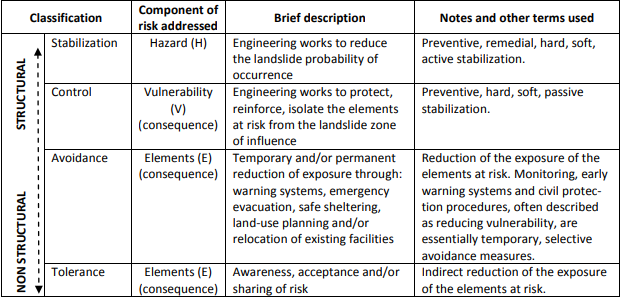 Classification
Component of
risk addressed
Brief description
Notes and other terms used
STRUCTURAL
NON STRUCTURAL
Stabilization
Hazard (H)
Engineering works to reduce
the landslide probability of
occurrence
Preventive, remedial, hard, soft,
active stabilization.
Control
Vulnerability
(V)
(consequence)
Engineering works to protect,
reinforce, isolate the elements
at risk from the landslide zone
of influence
Preventive, hard, soft, passive
stabilization.
Avoidance
Elements (E)
(consequence)
Temporary and/or permanent
reduction of exposure through:
warning systems, emergency
evacuation, safe sheltering,
land-use planning and/or
relocation of existing facilities
Reduction of the exposure of the
elements at risk. Monitoring, early
warning systems and civil protec-
tion procedures, often described
as reducing vulnerability, are
essentially temporary, selective
avoidance measures.
Tolerance
Elements (E)
(consequence)
Awareness, acceptance and/or
sharing of risk
Indirect reduction of the exposure
of the elements at risk.